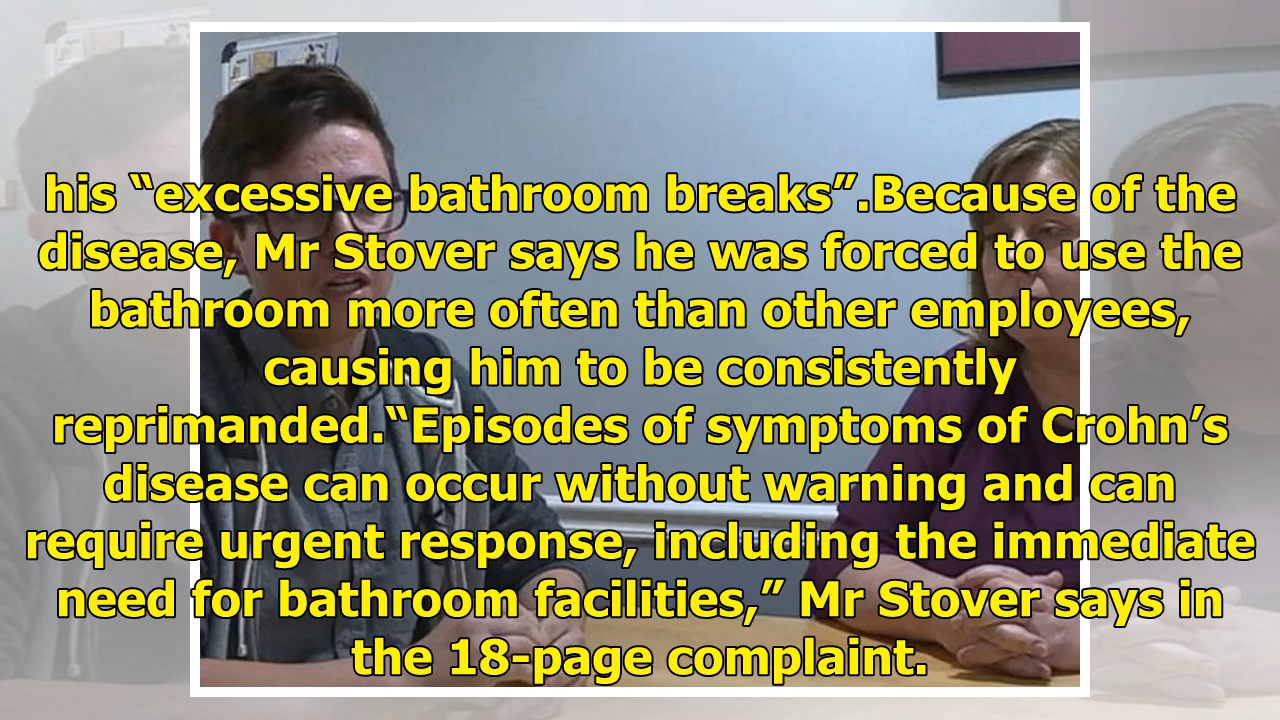 his “excessive bathroom breaks”.Because of the
disease, Mr Stover says he was forced to use the
bathroom more often than other employees,
causing him to be consistently
reprimanded.“Episodes of symptoms of Crohn’s
disease can occur without warning and can
require urgent response, including the immediate
need for bathroom facilities,” Mr Stover says in
the 18-page complaint.